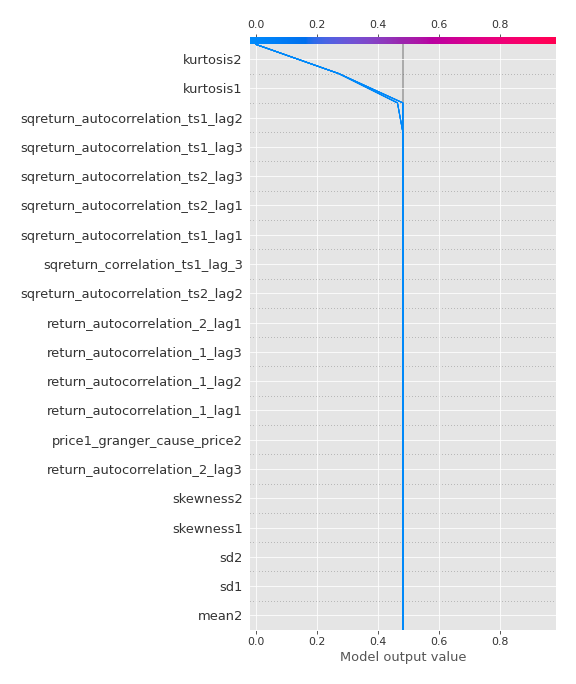 0.0 0.2 0.4 0.6 0.8
kurtosis2
kurtosis1
sqreturn_autocorrelation_ts1_lag2
sqreturn_autocorrelation_ts1_lag3
sqreturn_autocorrelation_ts2_lag3
sqreturn_autocorrelation_ts2_lag1
sqreturn_autocorrelation_ts1_lag1
sqreturn_correlation_ts1_lag_3
sqreturn_autocorrelation_ts2_lag2
return_autocorrelation_2_lag1
return_autocorrelation_1_lag3
return_autocorrelation_1_lag2
return_autocorrelation_1_lag1
price1_granger_cause_price2
return_autocorrelation_2_lag3
skewness2
skewness1
sd2
sd1
mean2
0.0 0.2 0.4 0.6 0.8
Model output value